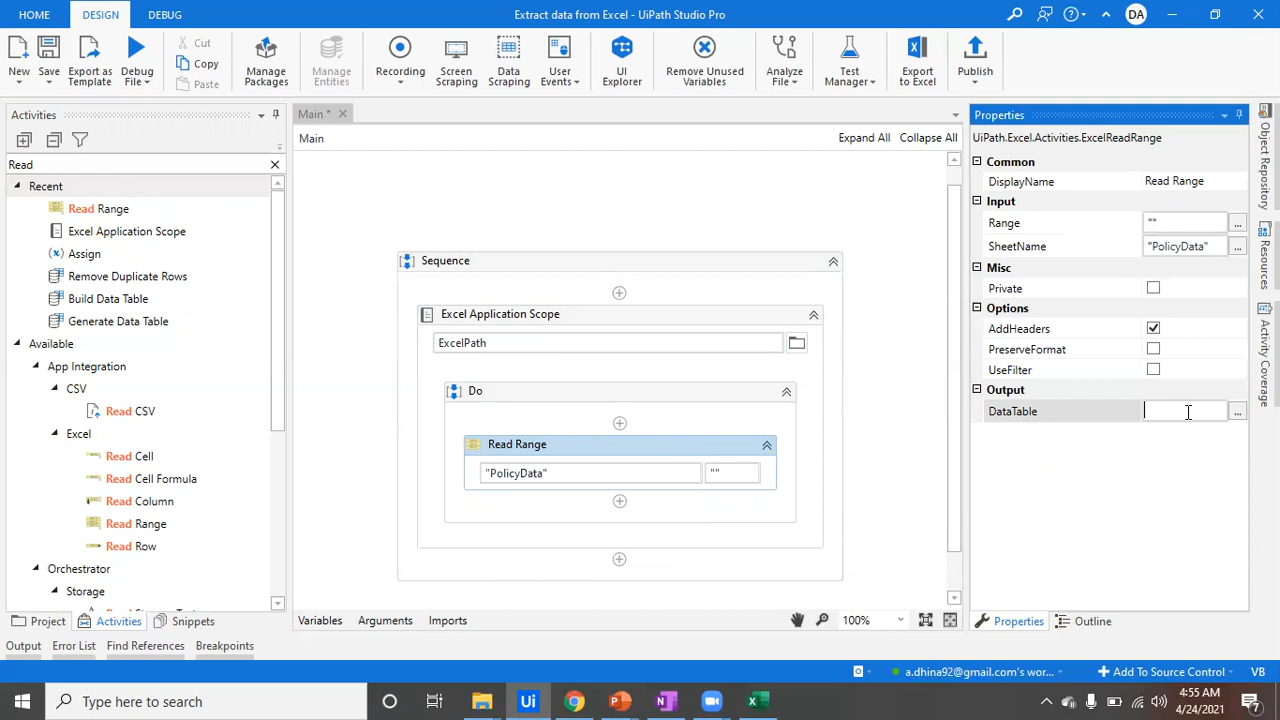 HOME
DESIGN
DEBUG
Extract data from Excel - UiPath Studio Pro
DA
New
Save
Export as Template
Debug File
Cut
Copy
Paste
Manage Packages
Manage Entities
Recording
Screen Scraping
Data Scraping
User Events
UI Explorer
Remove Unused Variables
Analyze File
Test Manager
Export to Excel
Publish
Activities
Read
Recent
Read Range
Excel Application Scope
Assign
Remove Duplicate Rows
Build Data Table
Generate Data Table
Available
App Integration
CSV
Read CSV
Excel
Read Cell
Read Cell Formula
Read Column
Read Range
Read Row
Orchestrator
Storage
Project
Activities
Snippets
Main *
Main
Expand All
Collapse All
Sequence
Excel Application Scope
ExcelPath
Do
Read Range
"PolicyData"
""
Variables
Arguments
Imports
100%
Properties
UiPath.Excel.Activities.ExcelReadRange
Common
DisplayName
Read Range
Input
Range
""
...
SheetName
"PolicyData"
...
Misc
Private
Options
AddHeaders
PreserveFormat
UseFilter
Output
DataTable
...
Properties
Outline
Object Repository
Resources
Activity Coverage
Output
Error List
Find References
Breakpoints
a.dhina92@gmail.com's wor...
Add To Source Control
VB
Type here to search
Ui
4:55 AM
4/24/2021
7